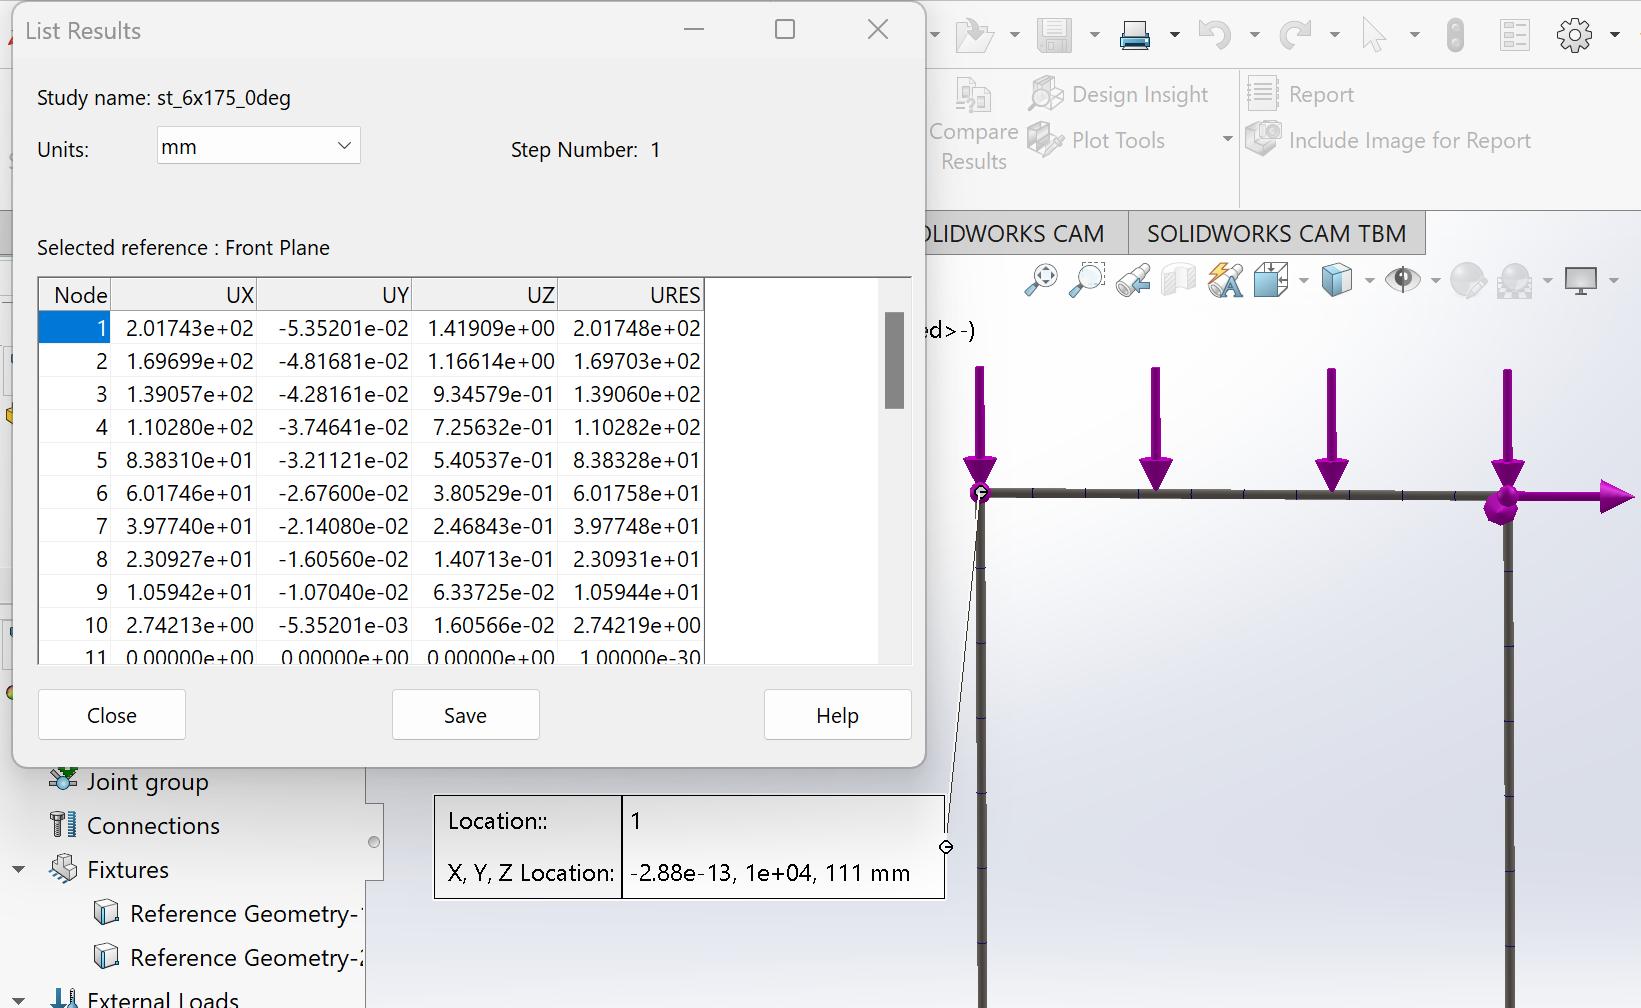 List Results
Study name: st_6x175_0deg
Units: mm Step Number: 1
Selected reference : Front Plane
Node UX UY UZ URES
1 2.01743e+02 -5.35201e-02 1.41909e+00 2.01748e+02
2 1.69699e+02 -4.81681e-02 1.16614e+00 1.69703e+02
3 1.39057e+02 -4.28161e-02 9.34579e-01 1.39060e+02
4 1.10280e+02 -3.74641e-02 7.25632e-01 1.10282e+02
5 8.38310e+01 -3.21121e-02 5.40537e-01 8.38328e+01
6 6.01746e+01 -2.67600e-02 3.80529e-01 6.01758e+01
7 3.97740e+01 -2.14080e-02 2.46843e-01 3.97748e+01
8 2.30927e+01 -1.60560e-02 1.40713e-01 2.30931e+01
9 1.05942e+01 -1.07040e-02 6.33725e-02 1.05944e+01
10 2.74213e+00 -5.35201e-03 1.60566e-02 2.74219e+00
11 0.00000e+00 0.00000e+00 0.00000e+00 1.00000e-30
Close Save Help
Compare Results
Design Insight
Plot Tools
Report
Include Image for Report
OLIDWORKS CAM SOLIDWORKS CAM TBM
ed>-)
Location:: 1
X, Y, Z Location: -2.88e-13, 1e+04, 111 mm
Joint group
Connections
Fixtures
Reference Geometry-
Reference Geometry-2
External Loads